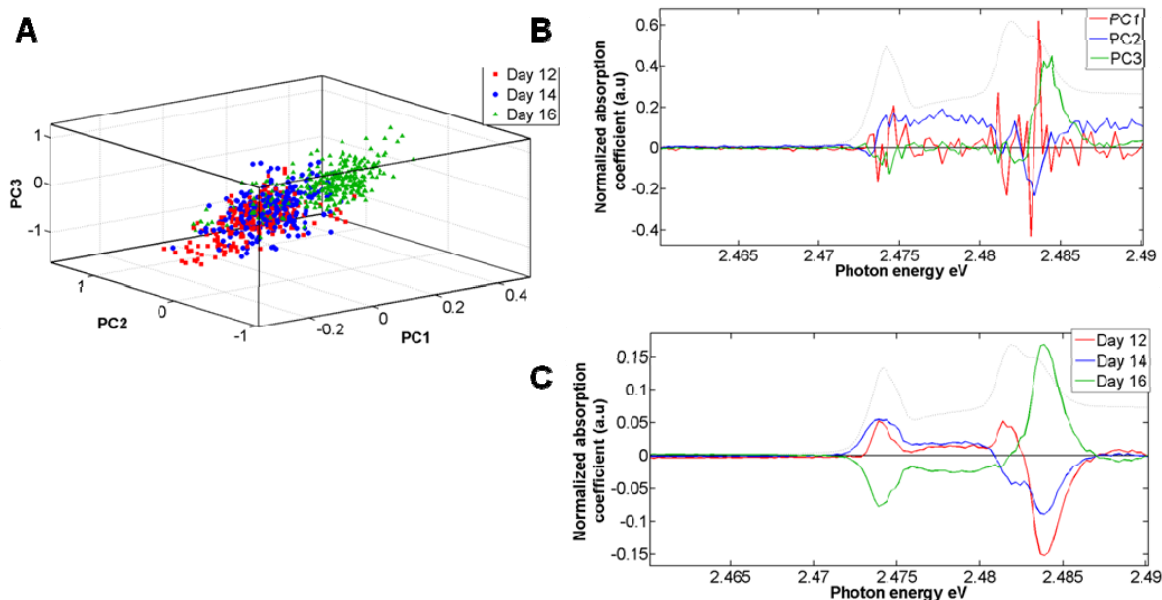 A
Day 12
Day 14
Day 16
1
0
-1
PC3
1
0
-1
PC2
-0.2
0
0.2
0.4
PC1
B
0.6
0.4
0.2
0
-0.2
-0.4
Normalized absorption
coefficient (a.u)
PC1
PC2
PC3
2.465
2.47
2.475
2.48
2.485
2.49
Photon energy eV
C
0.15
0.1
0.05
0
-0.05
-0.1
-0.15
Normalized absorption
coefficient (a.u)
Day 12
Day 14
Day 16
2.465
2.47
2.475
2.48
2.485
2.49
Photon energy eV